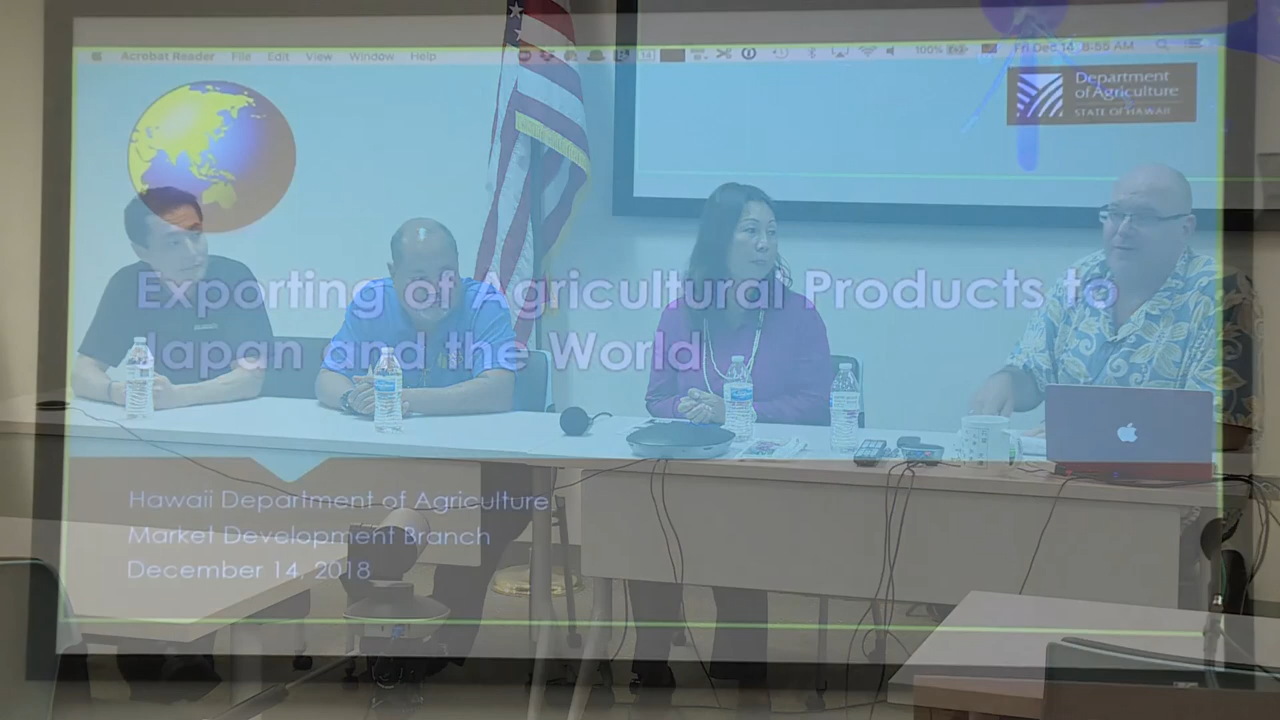 Acrobat Reader File Edit View Window Help 100% Fri Dec 14 8:55 AM
Department
of Agriculture
STATE OF HAWAII
Exporting of Agricultural Products to
Japan and the World
Hawaii Department of Agriculture
Market Development Branch
December 14, 2018